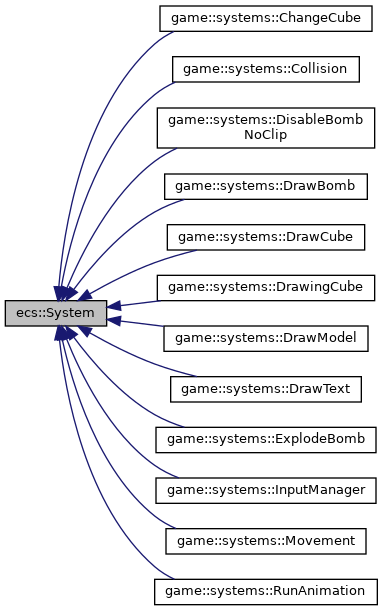 game::systems::ChangeCube
game::systems::Collision
game::systems::DisableBomb
NoClip
game::systems::DrawBomb
game::systems::DrawCube
game::systems::DrawingCube
ecs::System
game::systems::DrawModel
game::systems::DrawText
game::systems::ExplodeBomb
game::systems::InputManager
game::systems::Movement
game::systems::RunAnimation